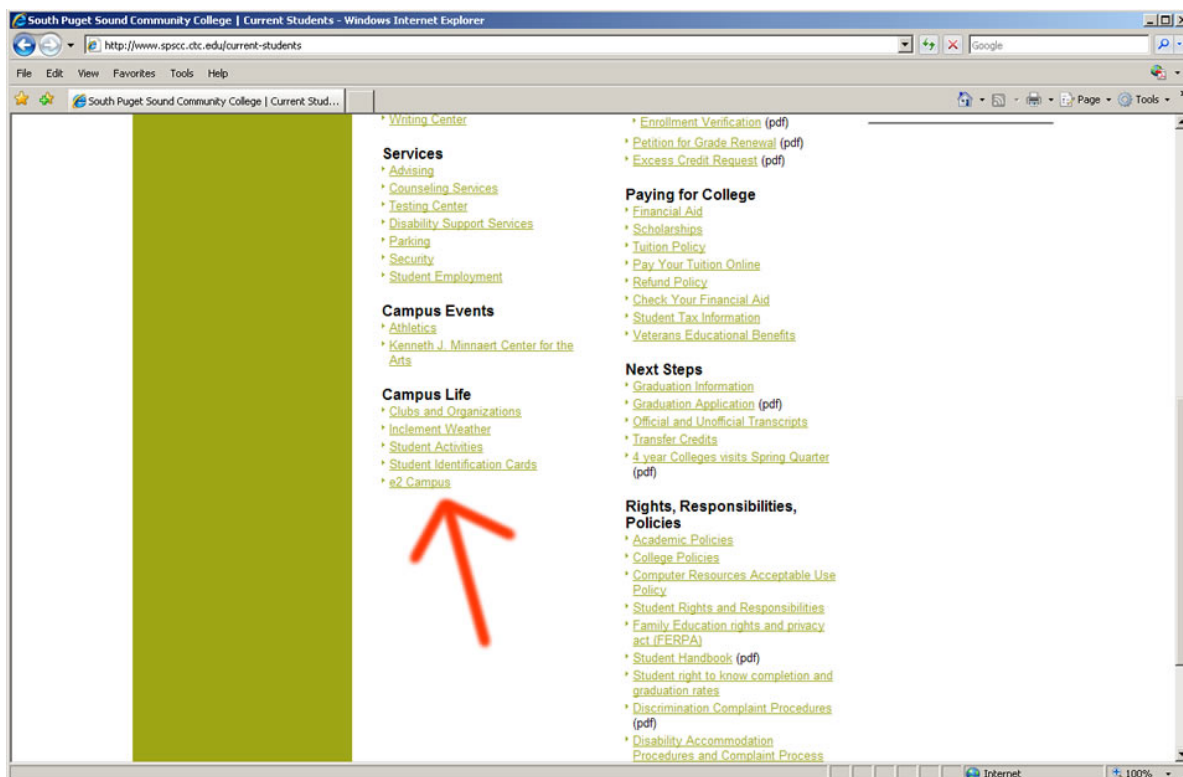 South Puget Sound Community College | Current Students - Windows Internet Explorer
http://www.spscc.ctc.edu/current-students
Google
File Edit View Favorites Tools Help
South Puget Sound Community College | Current Stud...
Page Tools
Writing Center
Services
Advising
Counseling Services
Testing Center
Disability Support Services
Parking
Security
Student Employment
Campus Events
Athletics
Kenneth J. Minnaert Center for the
Arts
Campus Life
Clubs and Organizations
Inclement Weather
Student Activities
Student Identification Cards
e2 Campus
Enrollment Verification (pdf)
Petition for Grade Renewal (pdf)
Excess Credit Request (pdf)
Paying for College
Financial Aid
Scholarships
Tuition Policy
Pay Your Tuition Online
Refund Policy
Check Your Financial Aid
Student Tax Information
Veterans Educational Benefits
Next Steps
Graduation Information
Graduation Application (pdf)
Official and Unofficial Transcripts
Transfer Credits
4 year Colleges visits Spring Quarter
(pdf)
Rights, Responsibilities,
Policies
Academic Policies
College Policies
Computer Resources Acceptable Use
Policy
Student Rights and Responsibilities
Family Education rights and privacy
act (FERPA)
Student Handbook (pdf)
Student right to know completion and
graduation rates
Discrimination Complaint Procedures
(pdf)
Disability Accommodation
Procedures and Complaint Process
Internet
100%